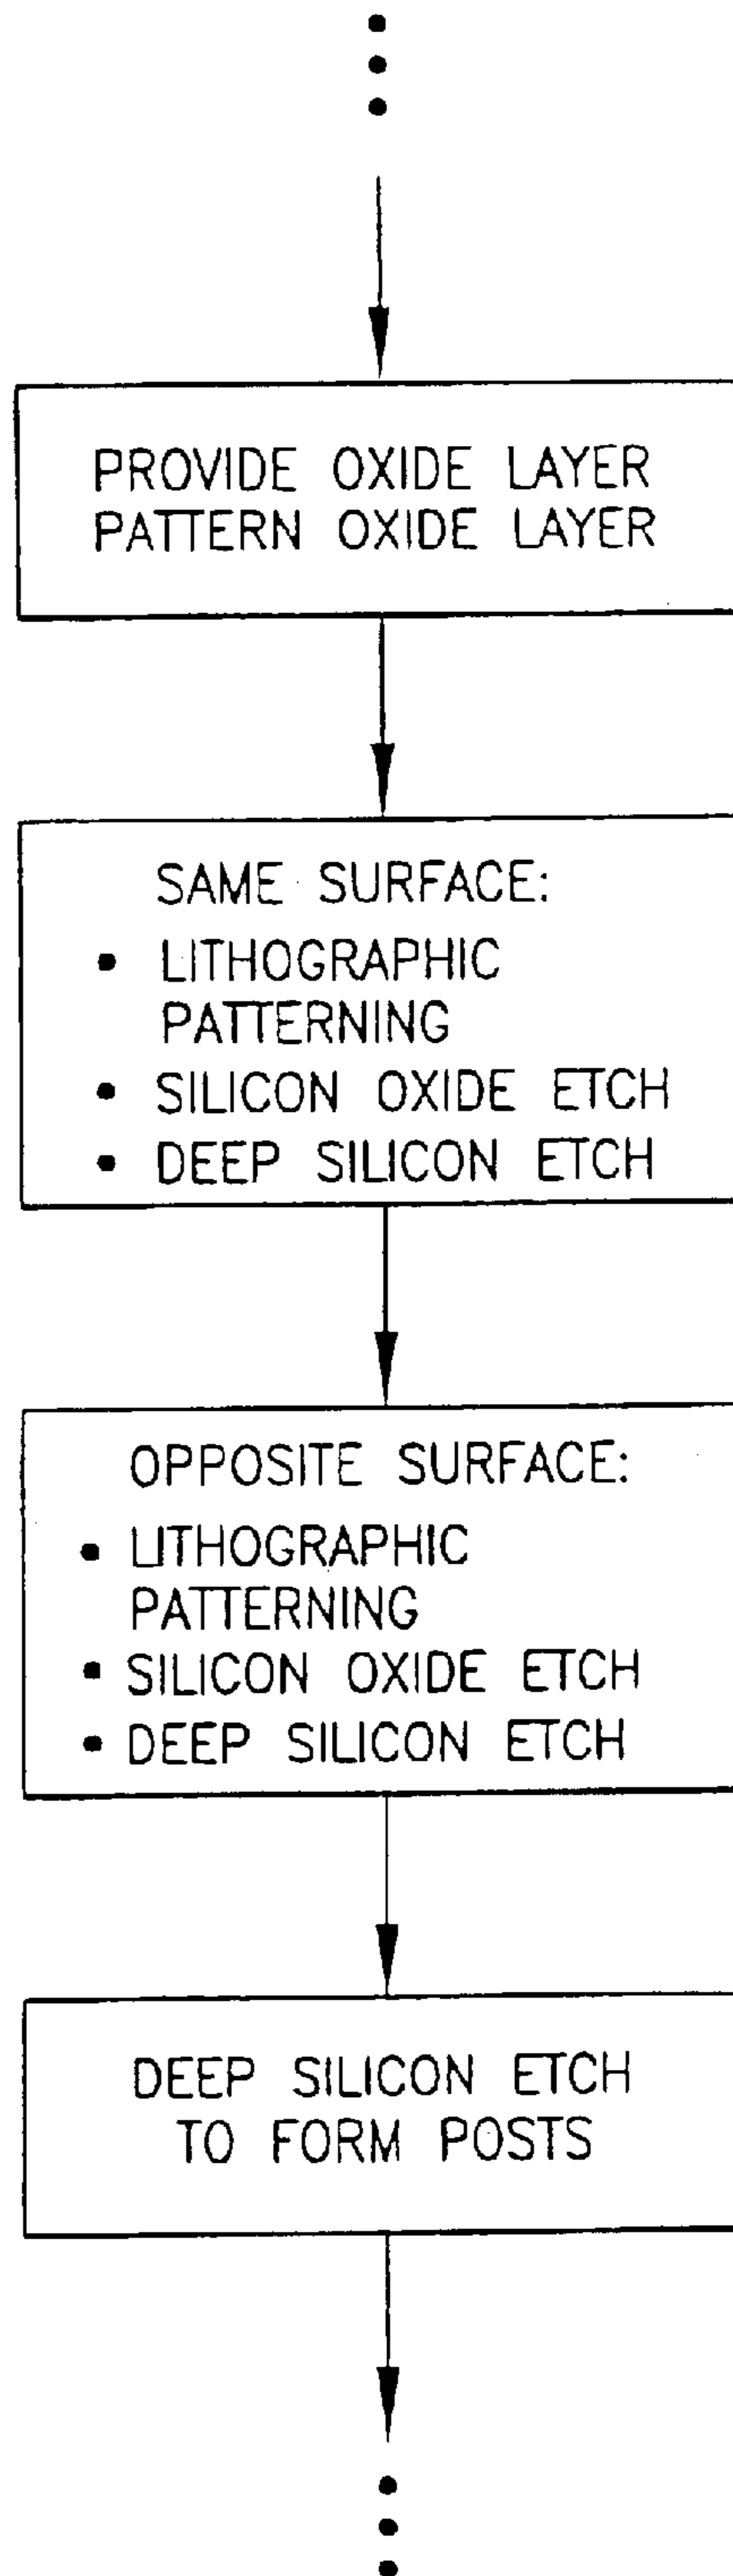 PROVIDE OXIDE LAYER
PATTERN OXIDE LAYER
SAME SURFACE:
• LITHOGRAPHIC
PATTERNING
• SILICON OXIDE ETCH
• DEEP SILICON ETCH
OPPOSITE SURFACE:
• LITHOGRAPHIC
PATTERNING
• SILICON OXIDE ETCH
• DEEP SILICON ETCH
DEEP SILICON ETCH
TO FORM POSTS